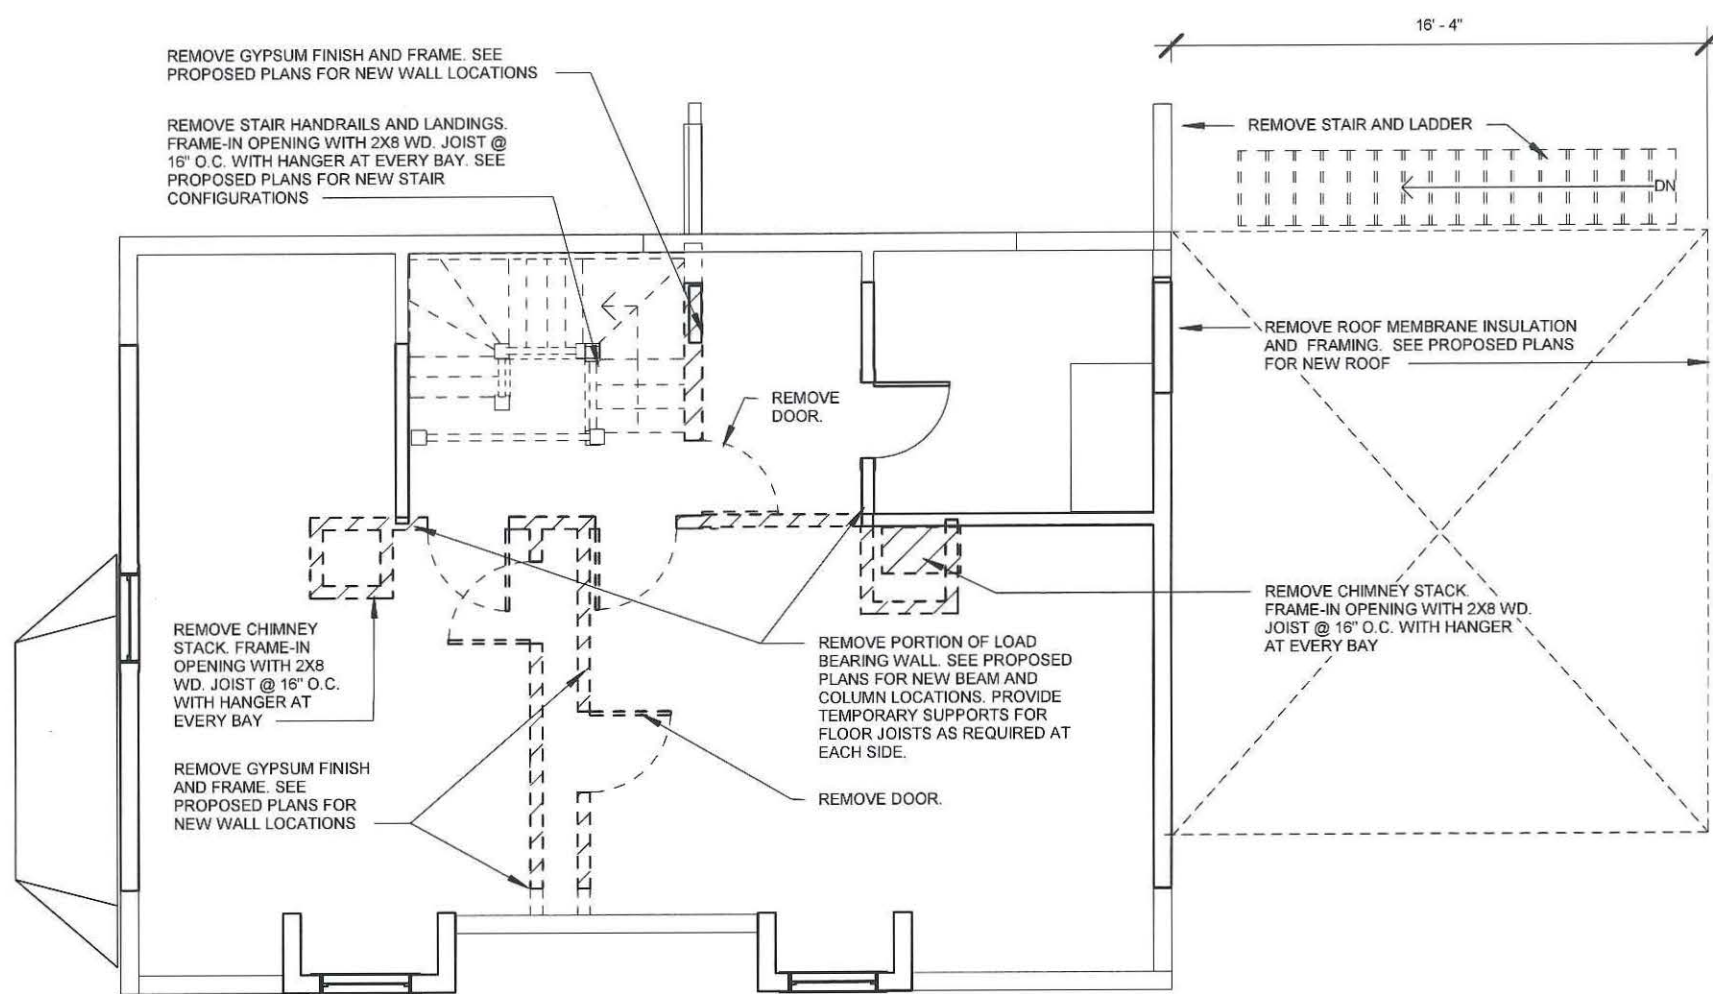 16' - 4"
REMOVE GYPSUM FINISH AND FRAME. SEE
PROPOSED PLANS FOR NEW WALL LOCATIONS
REMOVE STAIR HANDRAILS AND LANDINGS.
FRAME-IN OPENING WITH 2X8 WD. JOIST @
16" O.C. WITH HANGER AT EVERY BAY. SEE
PROPOSED PLANS FOR NEW STAIR
CONFIGURATIONS
REMOVE STAIR AND LADDER
DN
REMOVE ROOF MEMBRANE INSULATION
AND FRAMING. SEE PROPOSED PLANS
FOR NEW ROOF
REMOVE
DOOR.
REMOVE CHIMNEY STACK.
FRAME-IN OPENING WITH 2X8 WD.
JOIST @ 16" O.C. WITH HANGER
AT EVERY BAY
REMOVE CHIMNEY
STACK. FRAME-IN
OPENING WITH 2X8
WD. JOIST @ 16" O.C.
WITH HANGER AT
EVERY BAY
REMOVE PORTION OF LOAD
BEARING WALL. SEE PROPOSED
PLANS FOR NEW BEAM AND
COLUMN LOCATIONS. PROVIDE
TEMPORARY SUPPORTS FOR
FLOOR JOISTS AS REQUIRED AT
EACH SIDE.
REMOVE GYPSUM FINISH
AND FRAME. SEE
PROPOSED PLANS FOR
NEW WALL LOCATIONS
REMOVE DOOR.